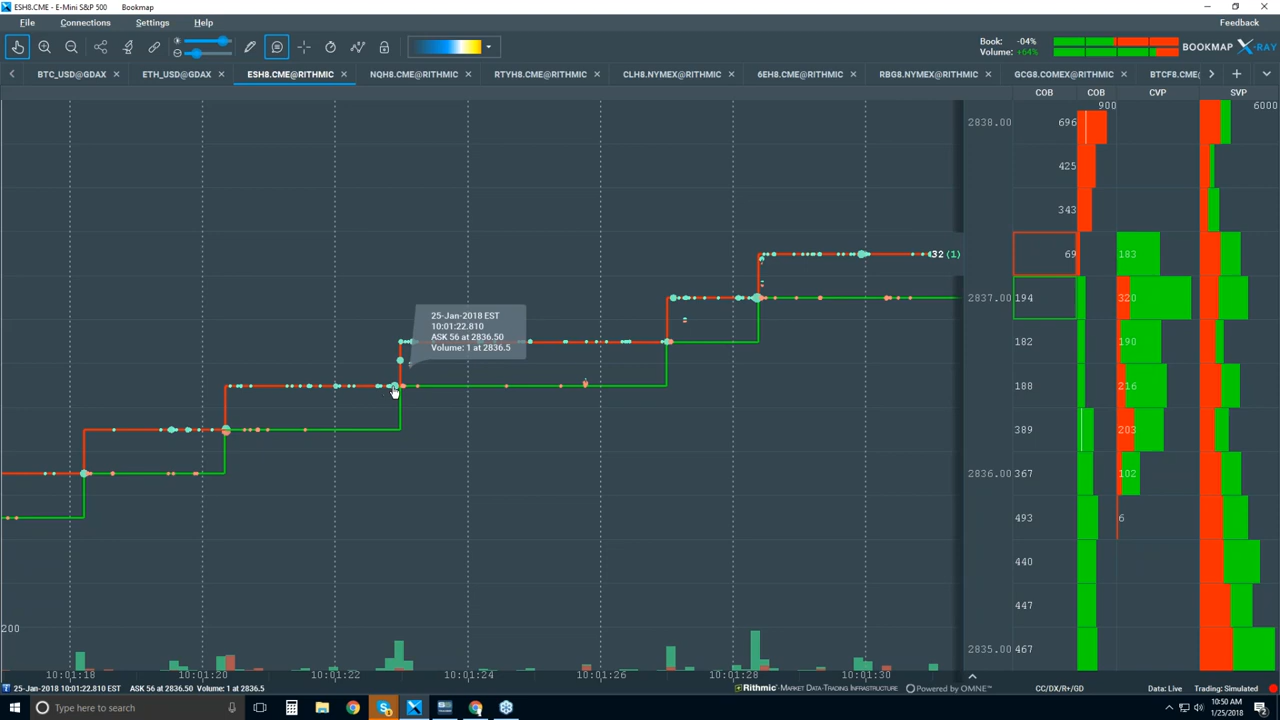 ESH8.CME - E-Mini S&P 500 Bookmap
File Connections Settings Help Feedback
Book: -04%
Volume: +64%
BOOKMAP X-RAY
BTC_USD@GDAX ETH_USD@GDAX ESH8.CME@RITHMIC NQH8.CME@RITHMIC RTYH8.CME@RITHMIC CLH8.NYMEX@RITHMIC 6EH8.CME@RITHMIC RBG8.NYMEX@RITHMIC GCG8.COMEX@RITHMIC BTCF8.CME@
COB COB CVP SVP
900 6000
2838.00 696
425
343
32 (1) 69 183
2837.00 194 320
25-Jan-2018 EST
10:01:22.810
ASK 56 at 2836.50
Volume: 1 at 2836.5
182 190
188 216
389 203
2836.00 367 102
493 6
440
447
200
2835.00 467
10:01:18 10:01:20 10:01:22 10:01:24 10:01:26 10:01:28 10:01:30
25-Jan-2018 10:01:22.810 EST ASK 56 at 2836.50 Volume: 1 at 2836.5 Rithmic - MARKET DATA-TRADING INFRASTRUCTURE Powered by OMNE™ CC/DX/R+/GD Data: Live Trading: Simulated
Type here to search
10:50 AM
1/25/2018
2